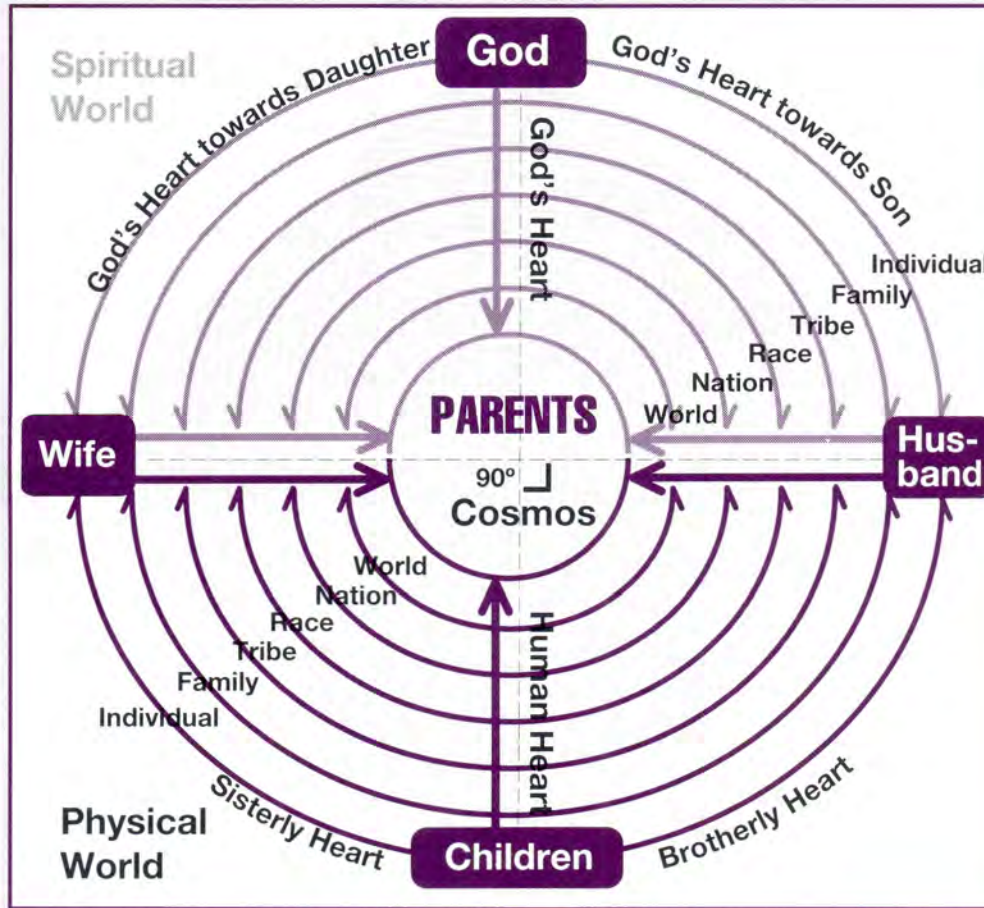 Spiritual
World
God
God's Heart towards Daughter
God's Heart towards Son
God's Heart
Individual
Family
Tribe
Race
Nation
World
PARENTS
Wife
Hus-
band
90º
Cosmos
World
Nation
Race
Tribe
Family
Individual
Human Heart
Sisterly Heart
Brotherly Heart
Physical
World
Children